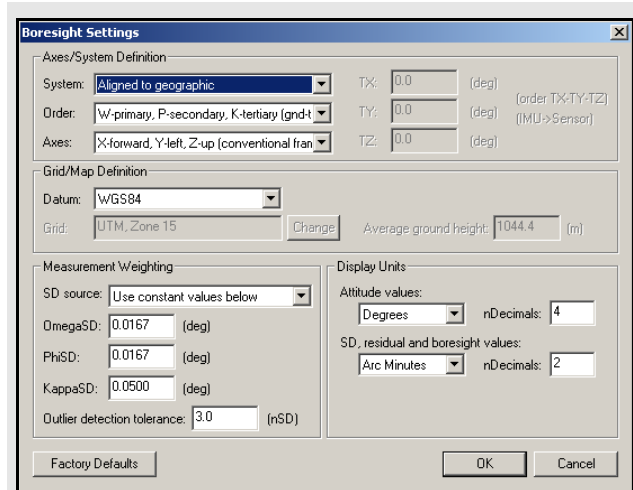 Boresight Settings
Axes/System Definition
System: Aligned to geographic TX: 0.0 (deg)
Order: W-primary, P-secondary, K-tertiary (gnd-t TY: 0.0 (deg) (order TX-TY-TZ)
(IMU->Sensor)
Axes: X-forward, Y-left, Z-up (conventional fran TZ: 0.0 (deg)
Grid/Map Definition
Datum: WGS84
Grid: UTM, Zone 15 Change Average ground height: 1044.4 (m)
Measurement Weighting
SD source: Use constant values below
OmegaSD: 0.0167 (deg)
PhiSD: 0.0167 (deg)
KappaSD: 0.0500 (deg)
Outlier detection tolerance: 3.0 (nSD)
Display Units
Attitude values:
Degrees nDecimals: 4
SD, residual and boresight values:
Arc Minutes nDecimals: 2
Factory Defaults OK Cancel